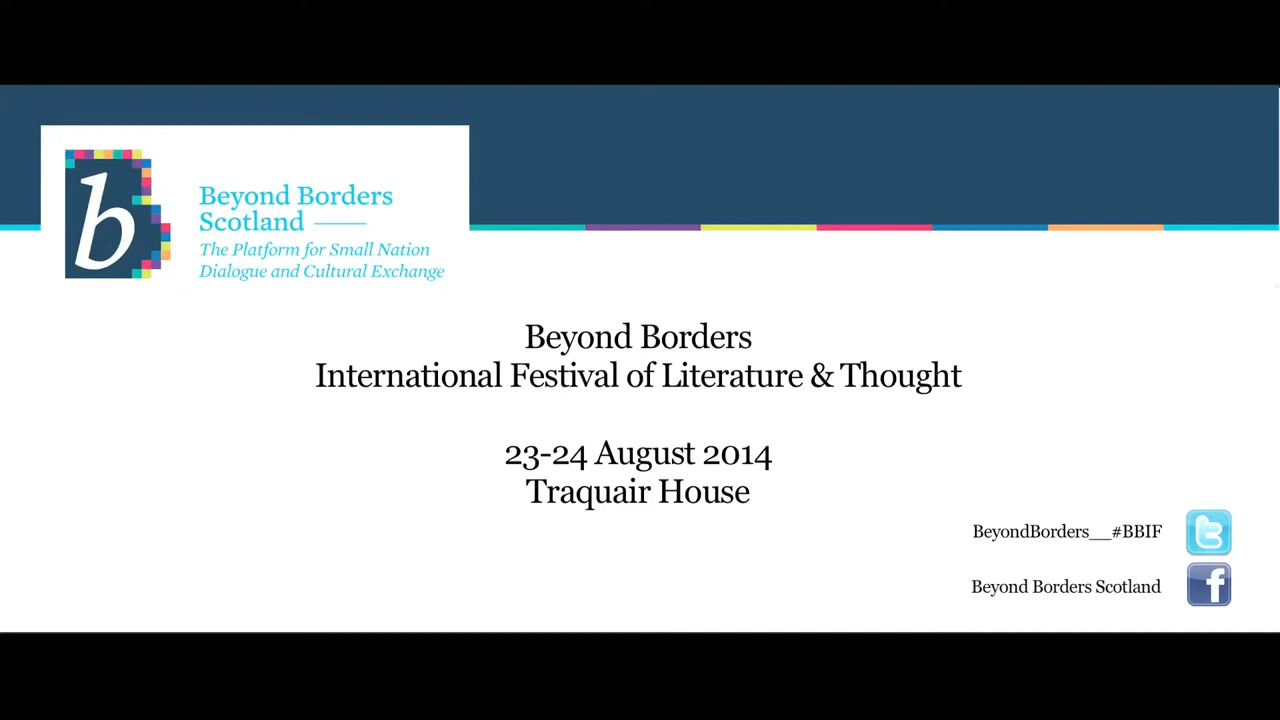 b
Beyond Borders
Scotland
The Platform for Small Nation
Dialogue and Cultural Exchange
Beyond Borders
International Festival of Literature & Thought
23-24 August 2014
Traquair House
BeyondBorders__#BBIF
t
Beyond Borders Scotland
f